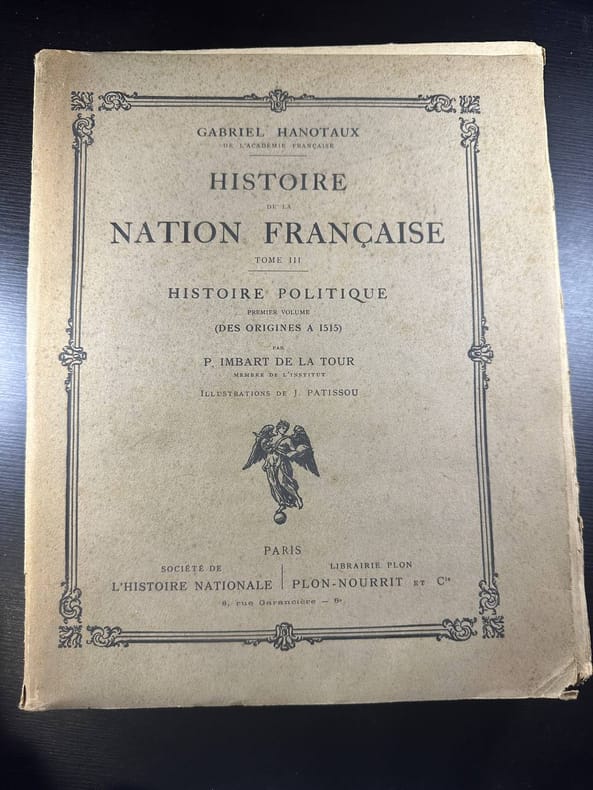 GABRIEL HANOTAUX
DE L'ACADÉMIE FRANÇAISE
HISTOIRE
DE LA
NATION FRANÇAISE
TOME III
HISTOIRE POLITIQUE
PREMIER VOLUME
(DES ORIGINES A 1515)
PAR
P. IMBART DE LA TOUR
MEMBRE DE L'INSTITUT
ILLUSTRATIONS DE J. PATISSOU
PARIS
SOCIÉTÉ DE
L'HISTOIRE NATIONALE
LIBRAIRIE PLON
PLON-NOURRIT ET Cie
8, rue Garancière — 6e